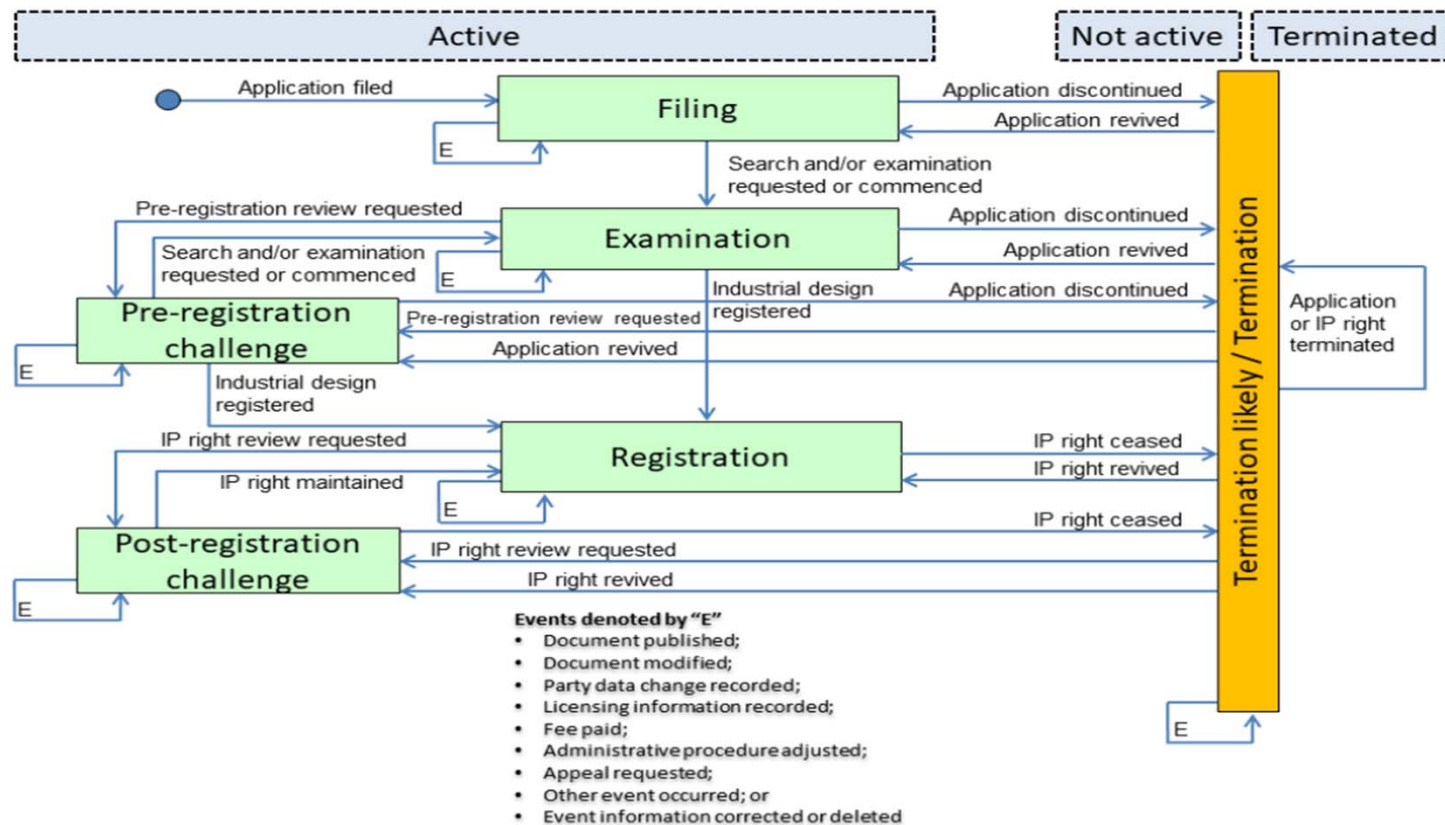 Active
Not active
Terminated
Application filed
Filing
Application discontinued
Application revived
E
Search and/or examination
requested or commenced
Pre-registration review requested
Examination
Application discontinued
Search and/or examination
requested or commenced
Application revived
E
Industrial design
registered
Application discontinued
Pre-registration
challenge
Pre-registration review requested
Application revived
E
Application
or IP right
terminated
Termination likely / Termination
Industrial design
registered
IP right review requested
Registration
IP right ceased
IP right revived
IP right maintained
E
IP right ceased
Post-registration
challenge
IP right review requested
IP right revived
E
Events denoted by “E”
• Document published;
• Document modified;
• Party data change recorded;
• Licensing information recorded;
• Fee paid;
• Administrative procedure adjusted;
• Appeal requested;
• Other event occurred; or
• Event information corrected or deleted
E